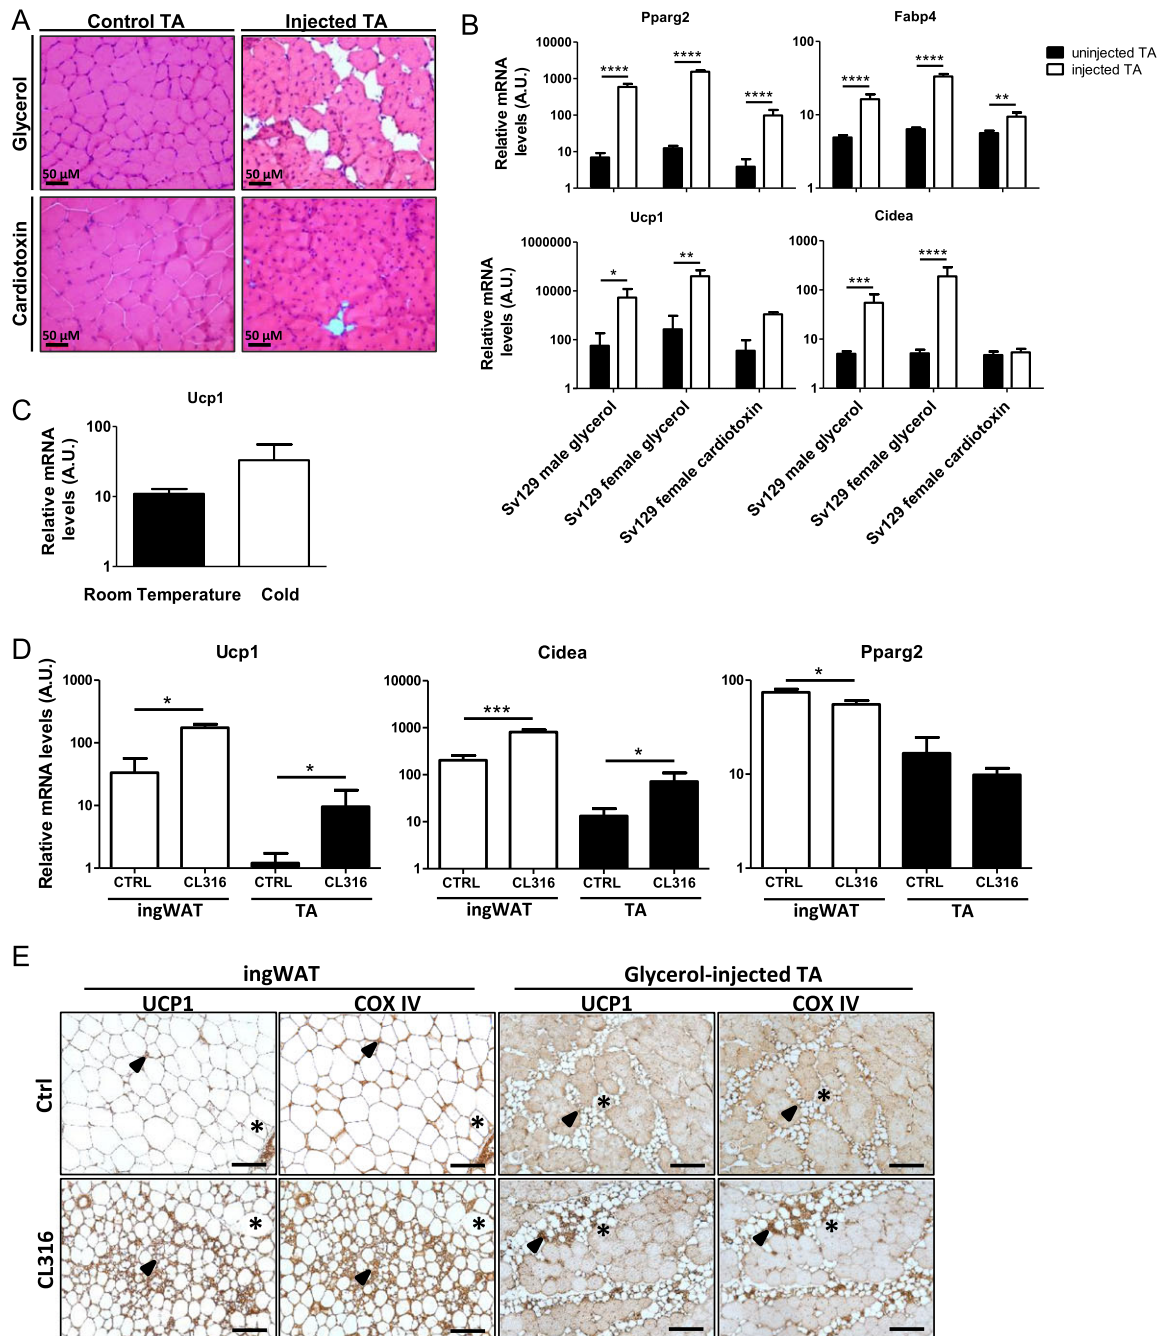 A
Control TA
Injected TA
Glycerol
Cardiotoxin
50 µM
50 µM
50 µM
50 µM
B
Pparg2
Fabp4
uninjected TA
injected TA
Relative mRNA
levels (A.U.)
10000
1000
100
10
1
****
****
****
100
10
1
****
****
**
Ucp1
Cidea
Relative mRNA
levels (A.U.)
1000000
10000
100
1
*
**
1000
100
10
1
***
****
Sv129 male glycerol
Sv129 female glycerol
Sv129 female cardiotoxin
Sv129 male glycerol
Sv129 female glycerol
Sv129 female cardiotoxin
C
Ucp1
Relative mRNA
levels (A.U.)
100
10
1
Room Temperature
Cold
D
Relative mRNA levels (A.U.)
Ucp1
1000
100
10
1
*
*
CTRL
CL316
CTRL
CL316
ingWAT
TA
Cidea
10000
1000
100
10
1
***
*
CTRL
CL316
CTRL
CL316
ingWAT
TA
Pparg2
100
10
1
*
CTRL
CL316
CTRL
CL316
ingWAT
TA
E
ingWAT
Glycerol-injected TA
UCP1
COX IV
UCP1
COX IV
Ctrl
*
*
*
*
CL316
*
*
*
*